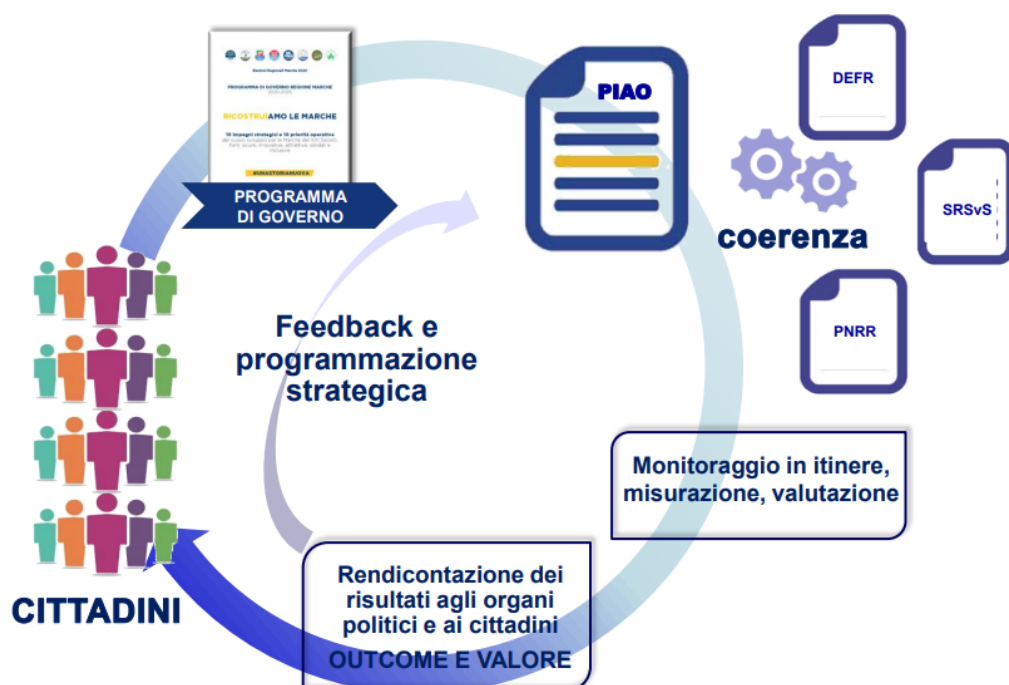 Elezioni Regionali Marche 2020
PROGRAMMA DI GOVERNO REGIONE MARCHE
2020-2025
RICOSTRUIAMO LE MARCHE
#UNASTORIANUOVA
PROGRAMMA
DI GOVERNO
PIAO
DEFR
SRSvS
PNRR
coerenza
Feedback e
programmazione
strategica
Monitoraggio in itinere,
misurazione, valutazione
Rendicontazione dei
risultati agli organi
politici e ai cittadini
OUTCOME E VALORE
CITTADINI